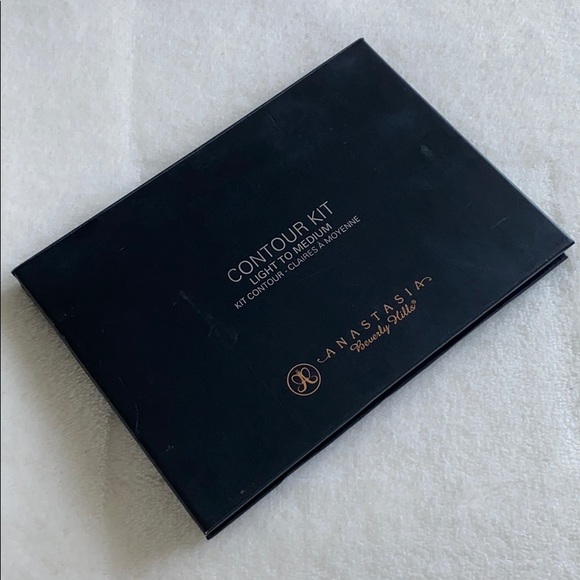 CONTOUR KIT
LIGHT TO MEDIUM
KIT CONTOUR - CLAIRES À MOYENNE
ANASTASIA
Beverly Hills®